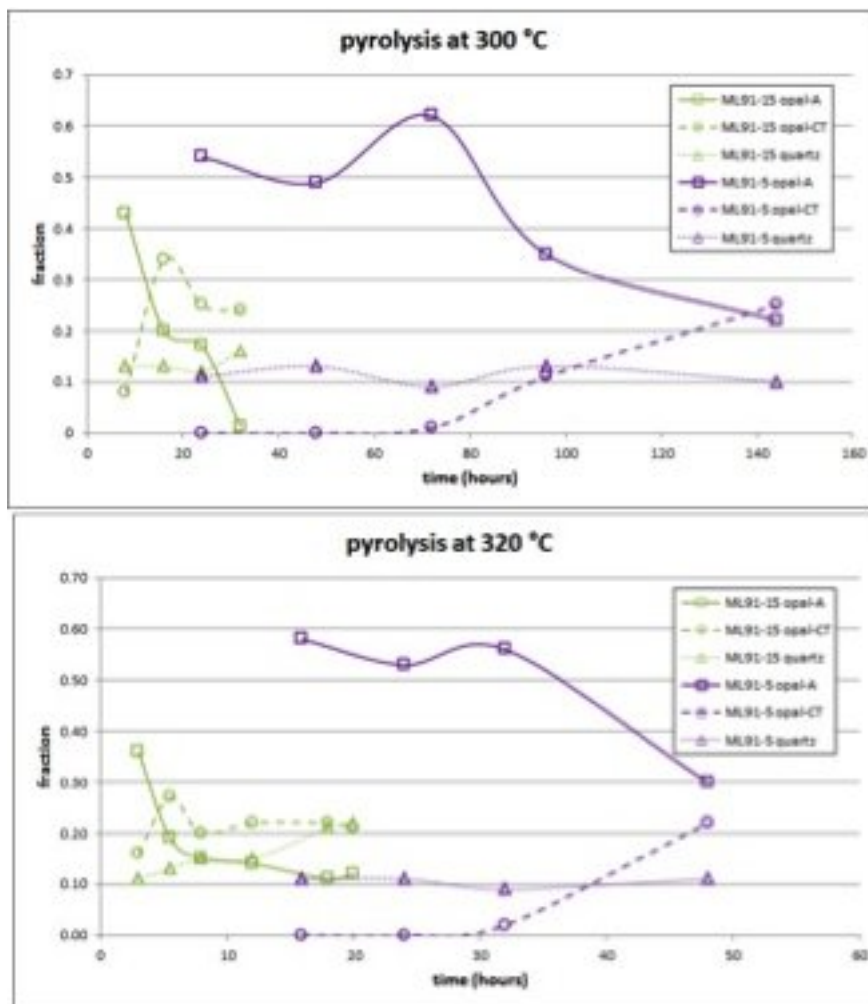 pyrolysis at 300 °C
0.7
0.6
0.5
0.4
0.3
0.2
0.1
0
fraction
0 20 40 60 80 100 120 140 160
time (hours)
ML91-15 opal-A
ML91-15 opal-CT
ML91-15 quartz
ML91-5 opal-A
ML91-5 opal-CT
ML91-5 quartz
pyrolysis at 320 °C
0.70
0.60
0.50
0.40
0.30
0.20
0.10
0.00
fraction
0 10 20 30 40 50 60
time (hours)
ML91-15 opal-A
ML91-15 opal-CT
ML91-15 quartz
ML91-5 opal-A
ML91-5 opal-CT
ML91-5 quartz